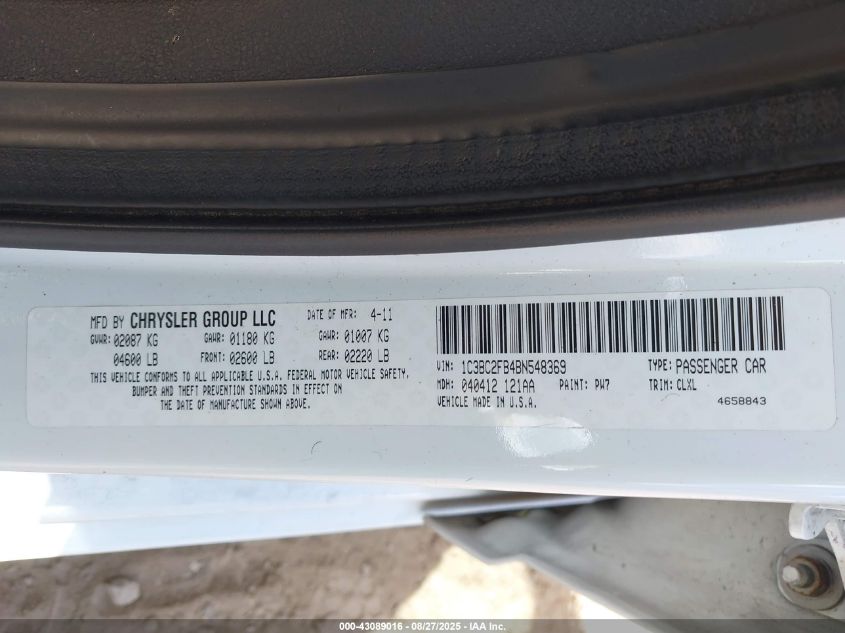 MFD BY CHRYSLER GROUP LLC DATE OF MFR: 4-11
GVWR: 02087 KG GAWR: 01180 KG GAWR: 01007 KG
04600 LB FRONT: 02600 LB REAR: 02220 LB
THIS VEHICLE CONFORMS TO ALL APPLICABLE U.S.A. FEDERAL MOTOR VEHICLE SAFETY,
BUMPER AND THEFT PREVENTION STANDARDS IN EFFECT ON
THE DATE OF MANUFACTURE SHOWN ABOVE.
VIN: 1C3BC2FB4BN548369 TYPE: PASSENGER CAR
MDH: 040412 121AA PAINT: PW7 TRIM: CLXL
VEHICLE MADE IN U.S.A. 4658843
000-43089016 - 08/27/2025 - IAA Inc.